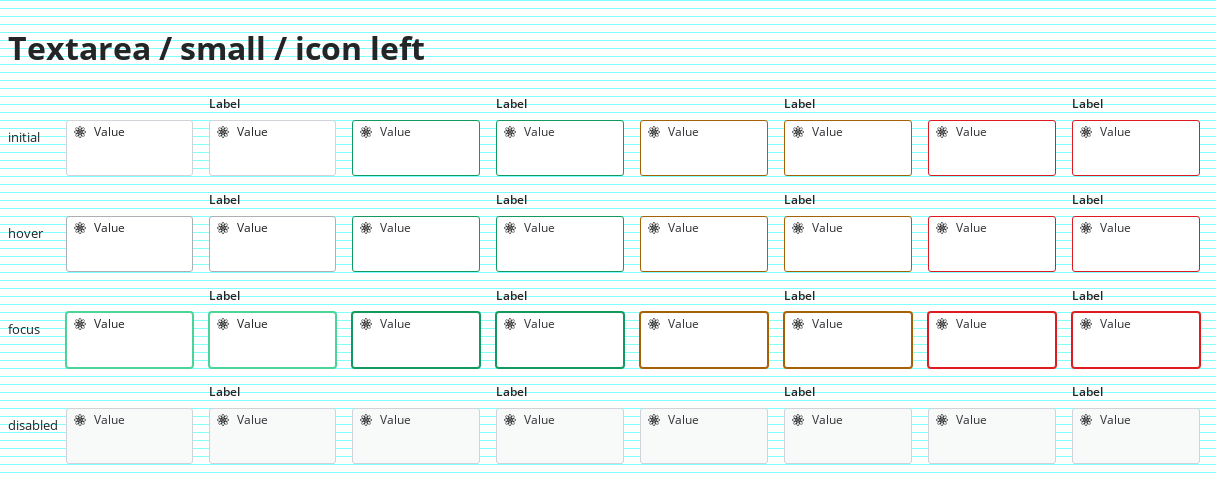 Textarea / small / icon left
Label Label Label Label
initial Value Value Value Value Value Value Value Value
Label Label Label Label
hover Value Value Value Value Value Value Value Value
Label Label Label Label
focus Value Value Value Value Value Value Value Value
Label Label Label Label
disabled Value Value Value Value Value Value Value Value